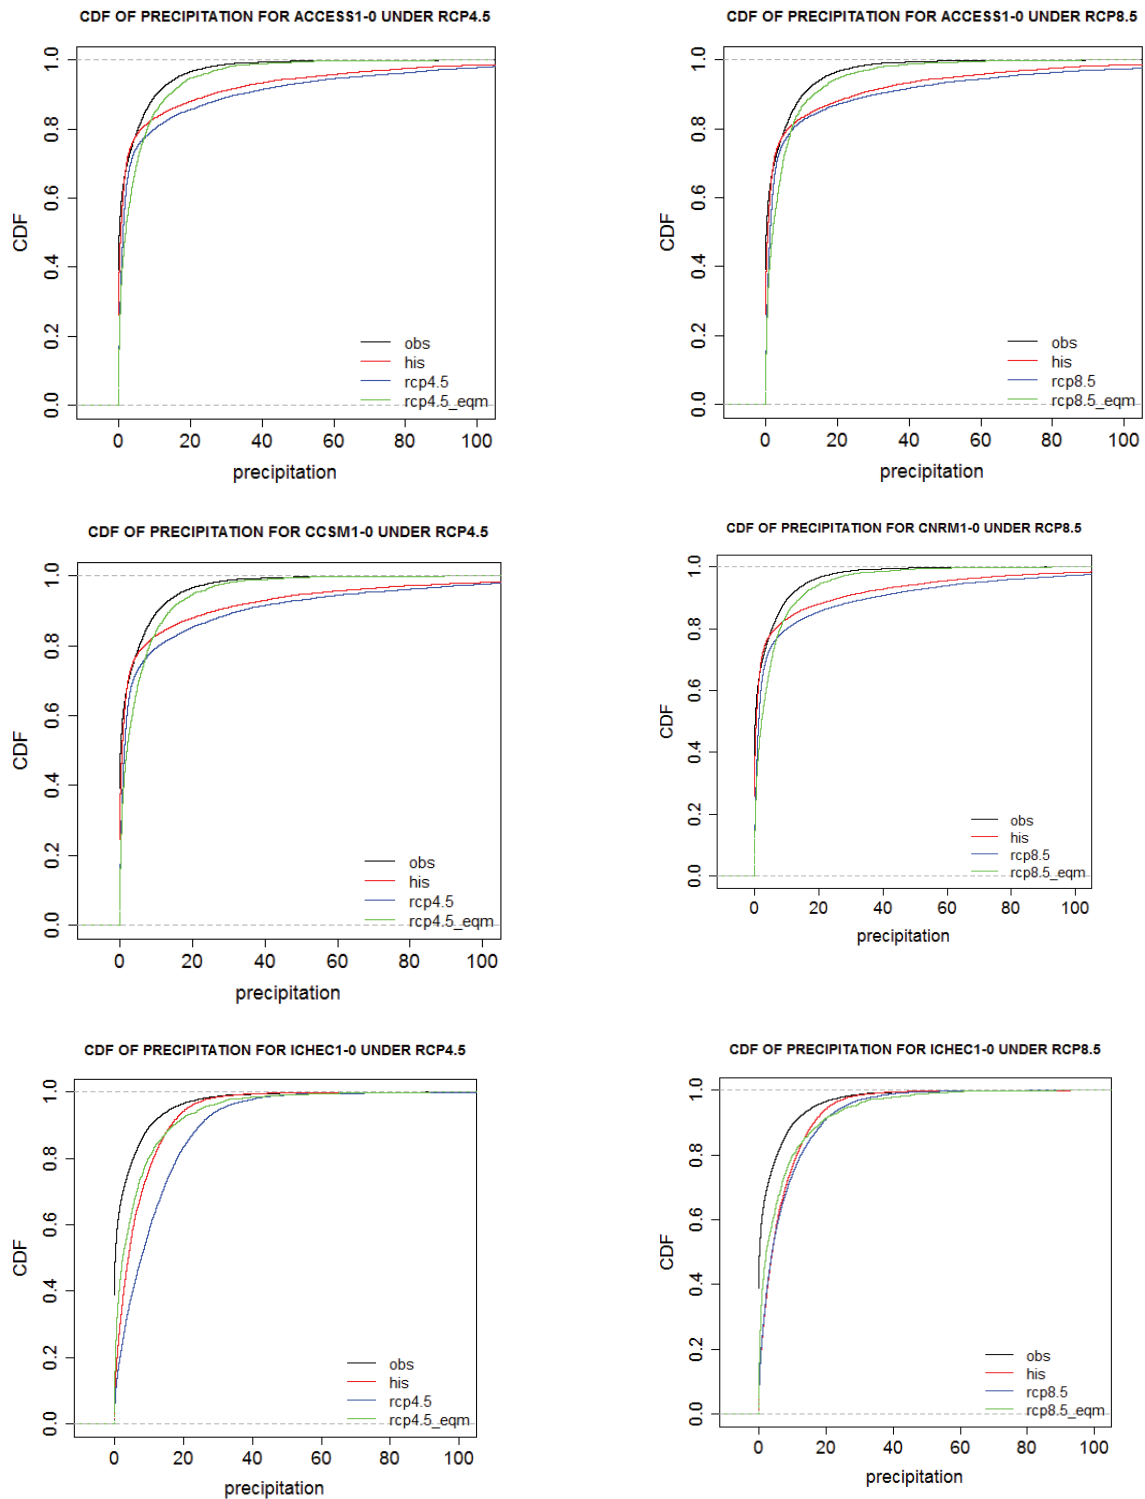 CDF OF PRECIPITATION FOR ACCESS1-0 UNDER RCP4.5
CDF
0.0 0.2 0.4 0.6 0.8 1.0
obs
his
rcp4.5
rcp4.5_eqm
0 20 40 60 80 100
precipitation
CDF OF PRECIPITATION FOR ACCESS1-0 UNDER RCP8.5
CDF
0.0 0.2 0.4 0.6 0.8 1.0
obs
his
rcp8.5
rcp8.5_eqm
0 20 40 60 80 100
precipitation
CDF OF PRECIPITATION FOR CCSM1-0 UNDER RCP4.5
CDF
0.0 0.2 0.4 0.6 0.8 1.0
obs
his
rcp4.5
rcp4.5_eqm
0 20 40 60 80 100
precipitation
CDF OF PRECIPITATION FOR CNRM1-0 UNDER RCP8.5
CDF
0.0 0.2 0.4 0.6 0.8 1.0
obs
his
rcp8.5
rcp8.5_eqm
0 20 40 60 80 100
precipitation
CDF OF PRECIPITATION FOR ICHEC1-0 UNDER RCP4.5
CDF
0.0 0.2 0.4 0.6 0.8 1.0
obs
his
rcp4.5
rcp4.5_eqm
0 20 40 60 80 100
precipitation
CDF OF PRECIPITATION FOR ICHEC1-0 UNDER RCP8.5
CDF
0.0 0.2 0.4 0.6 0.8 1.0
obs
his
rcp8.5
rcp8.5_eqm
0 20 40 60 80 100
precipitation